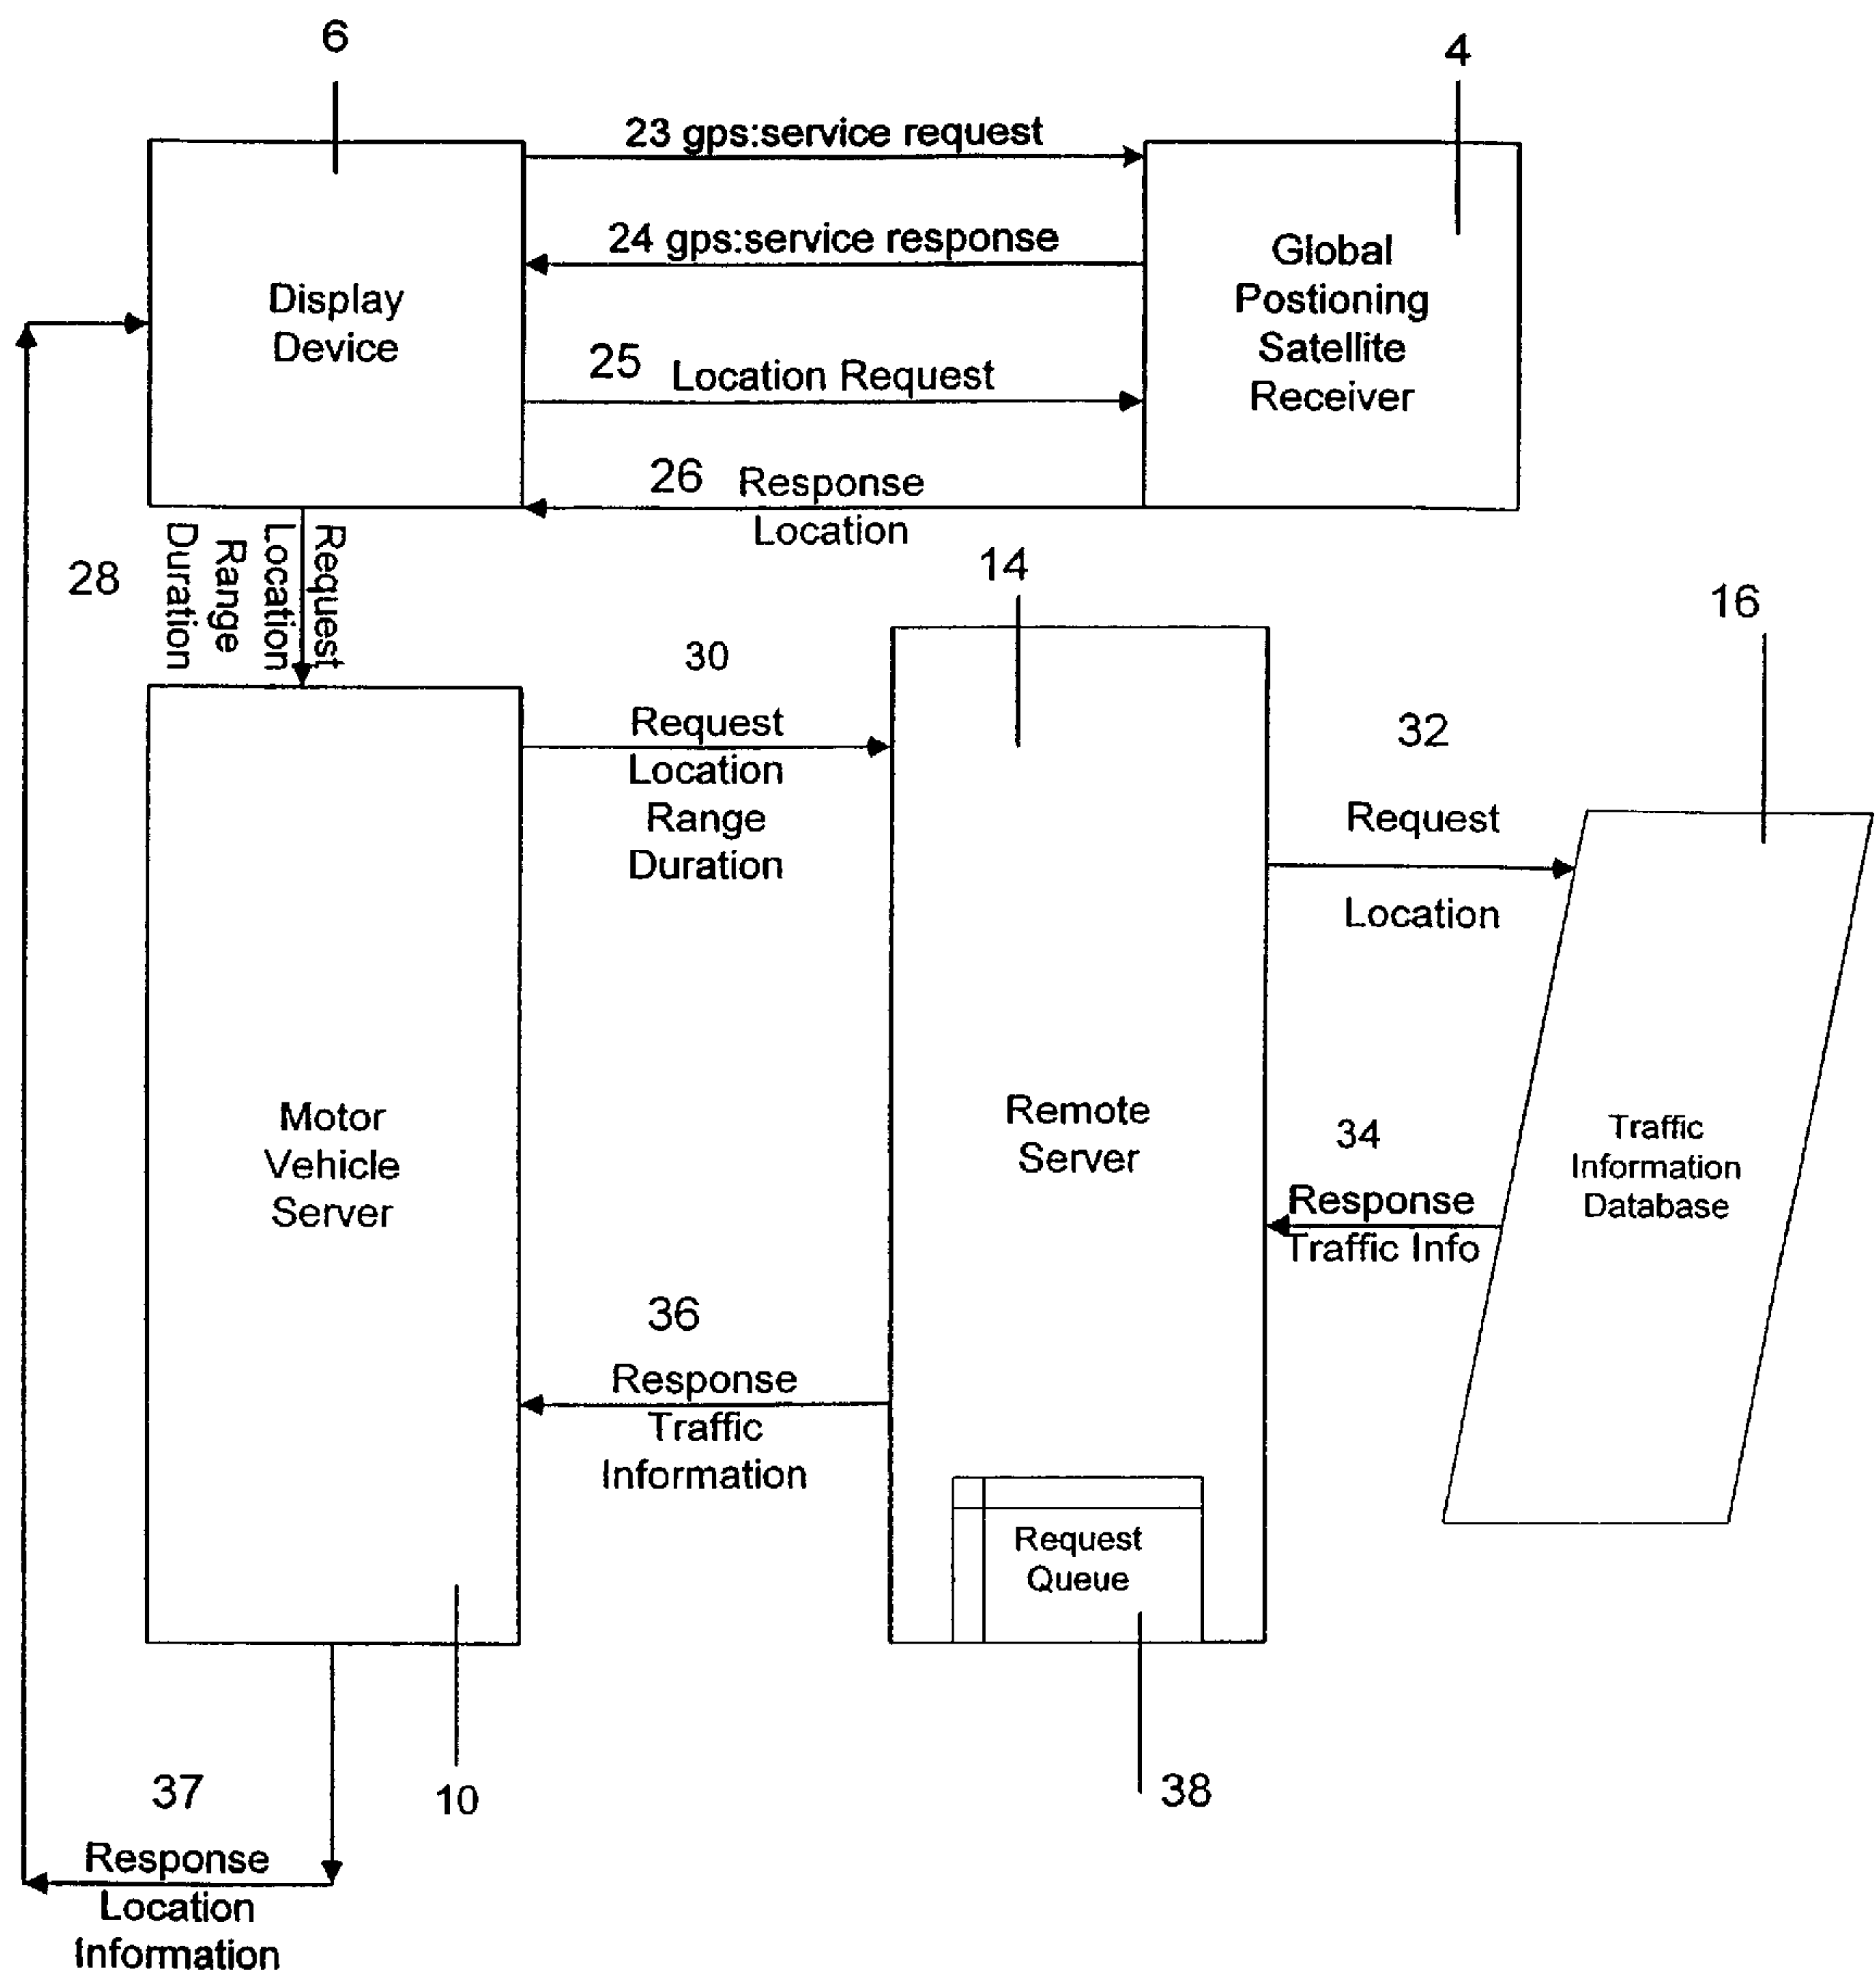 6
4
23 gps:service request
24 gps:service response
Display
Device
Global
Postioning
Satellite
Receiver
25 Location Request
26 Response
Location
28
Request
Location
Range
Duration
14
16
30
Request
Location
Range
Duration
32
Request
Location
Motor
Vehicle
Server
Remote
Server
34
Response
Traffic Info
Traffic
Information
Database
36
Response
Traffic
Information
Request
Queue
37
10
38
Response
Location
Information